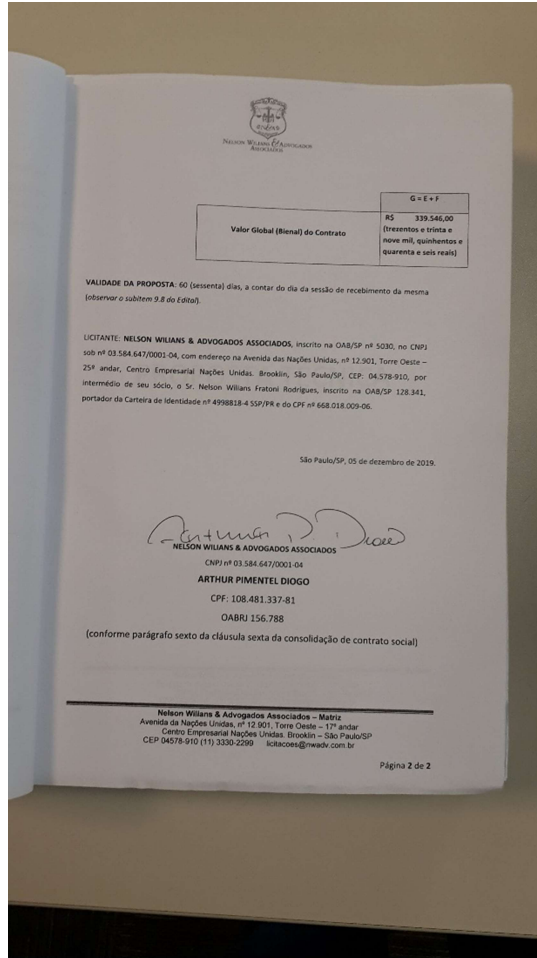 NELSON WILIANS & ADVOGADOS
ASSOCIADOS
G = E + F
Valor Global (Bienal) do Contrato
R$ 339.546,00
(trezentos e trinta e
nove mil, quinhentos e
quarenta e seis reais)
VALIDADE DA PROPOSTA: 60 (sessenta) dias, a contar do dia da sessão de recebimento da mesma
(observar o subitem 9.8 do Edital).
LICITANTE: NELSON WILIANS & ADVOGADOS ASSOCIADOS, inscrito na OAB/SP nº 5030, no CNPJ
sob nº 03.584.647/0001-04, com endereço na Avenida das Nações Unidas, nº 12.901, Torre Oeste –
25º andar, Centro Empresarial Nações Unidas. Brooklin, São Paulo/SP, CEP: 04.578-910, por
intermédio de seu sócio, o Sr. Nelson Wilians Fratoni Rodrigues, inscrito na OAB/SP 128.341,
portador da Carteira de Identidade nº 4998818-4 SSP/PR e do CPF nº 668.018.009-06.
São Paulo/SP, 05 de dezembro de 2019.
NELSON WILIANS & ADVOGADOS ASSOCIADOS
CNPJ nº 03.584.647/0001-04
ARTHUR PIMENTEL DIOGO
CPF: 108.481.337-81
OABRJ 156.788
(conforme parágrafo sexto da cláusula sexta da consolidação de contrato social)
Nelson Wilians & Advogados Associados – Matriz
Avenida da Nações Unidas, nº 12.901, Torre Oeste – 17º andar
Centro Empresarial Nações Unidas. Brooklin – São Paulo/SP
CEP 04578-910 (11) 3330-2299 licitacoes@nwadv.com.br
Página 2 de 2